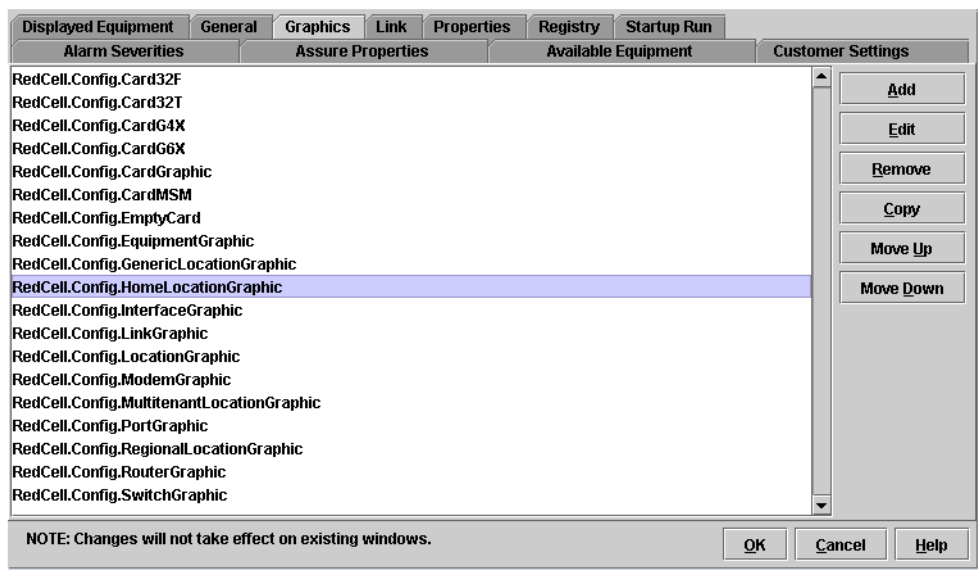 Displayed Equipment General Graphics Link Properties Registry Startup Run
Alarm Severities Assure Properties Available Equipment Customer Settings
RedCell.Config.Card32F
RedCell.Config.Card32T
RedCell.Config.CardG4X
RedCell.Config.CardG6X
RedCell.Config.CardGraphic
RedCell.Config.CardMSM
RedCell.Config.EmptyCard
RedCell.Config.EquipmentGraphic
RedCell.Config.GenericLocationGraphic
RedCell.Config.HomeLocationGraphic
RedCell.Config.InterfaceGraphic
RedCell.Config.LinkGraphic
RedCell.Config.LocationGraphic
RedCell.Config.ModemGraphic
RedCell.Config.MultitenantLocationGraphic
RedCell.Config.PortGraphic
RedCell.Config.RegionalLocationGraphic
RedCell.Config.RouterGraphic
RedCell.Config.SwitchGraphic
Add
Edit
Remove
Copy
Move Up
Move Down
NOTE: Changes will not take effect on existing windows.
OK Cancel Help